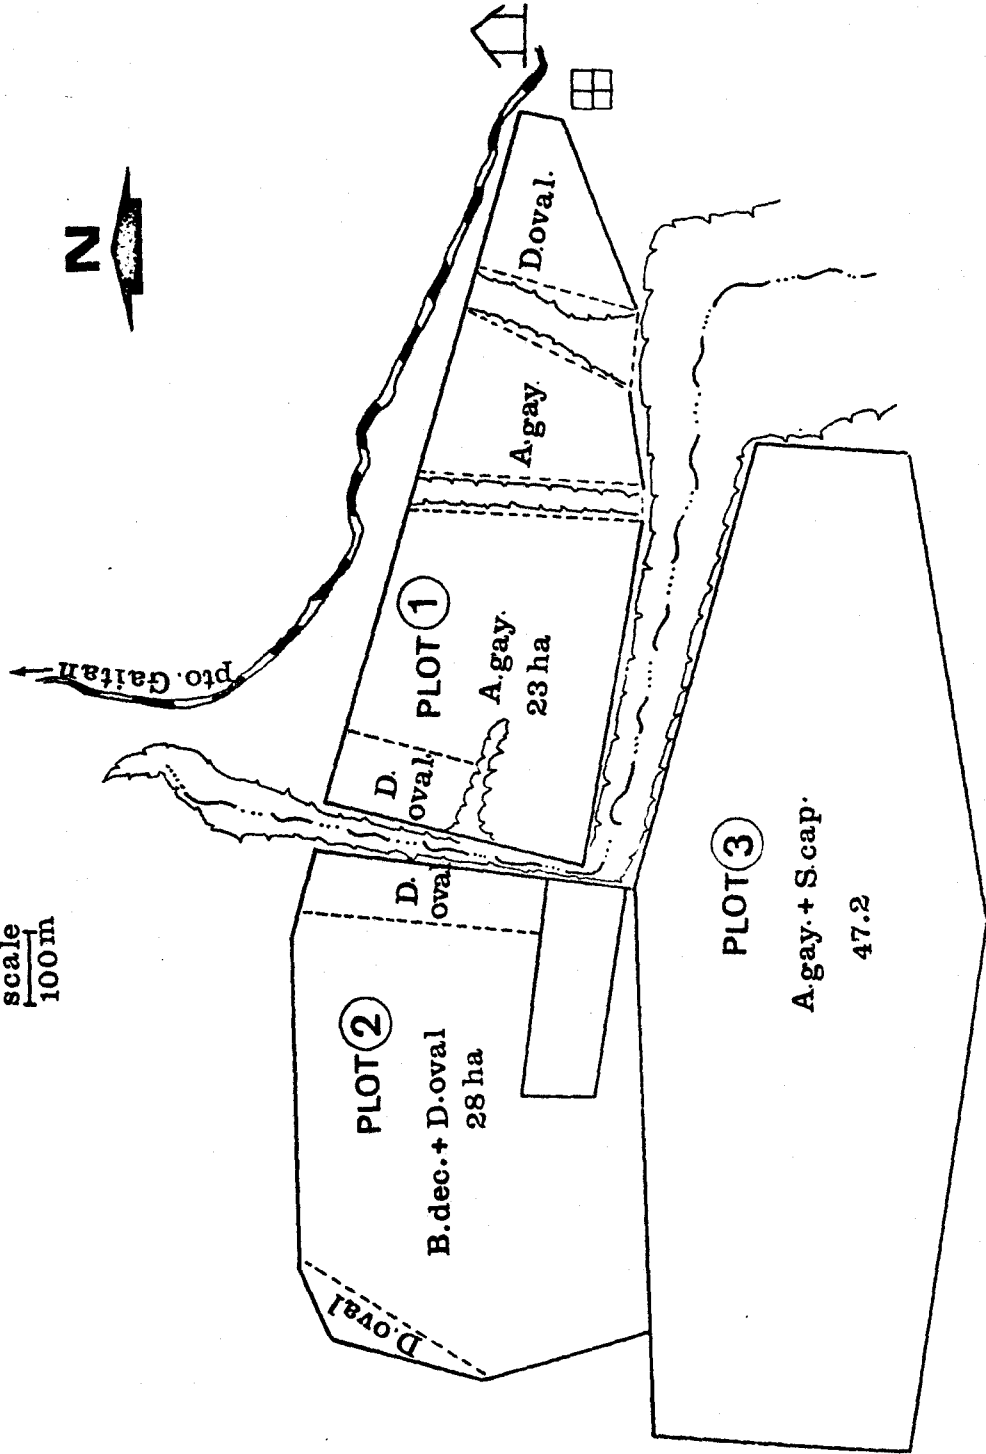 scale
100m
N
pto. Gaitan
PLOT 1
A.gay.
23 ha
D.
oval.
A.gay.
D.oval.
D.
oval
PLOT 2
B.dec.+ D.oval
28 ha
D.oval
PLOT 3
A.gay.+ S.cap.
47.2